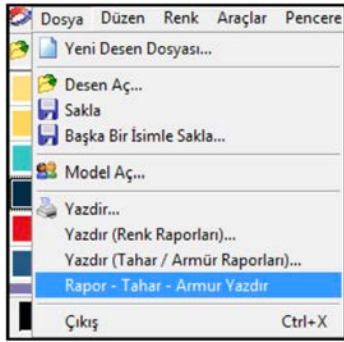 Dosya Düzen Renk Araçlar Pencere
Yeni Desen Dosyası...
Desen Aç...
Sakla
Başka Bir İsimle Sakla...
Model Aç...
Yazdir...
Yazdır (Renk Raporları)...
Yazdır (Tahar / Armür Raporları)...
Rapor - Tahar - Armur Yazdır
Çıkış Ctrl+X